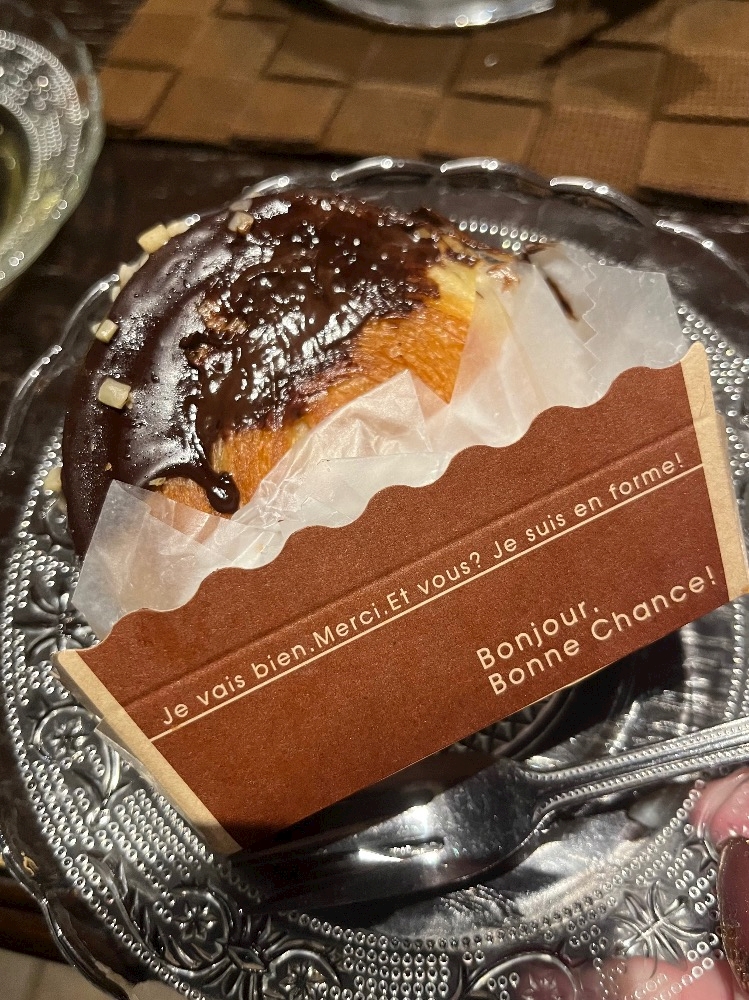 Je vais bien.Merci.Et vous? Je suis en forme!
Bonjour,
Bonne Chance!